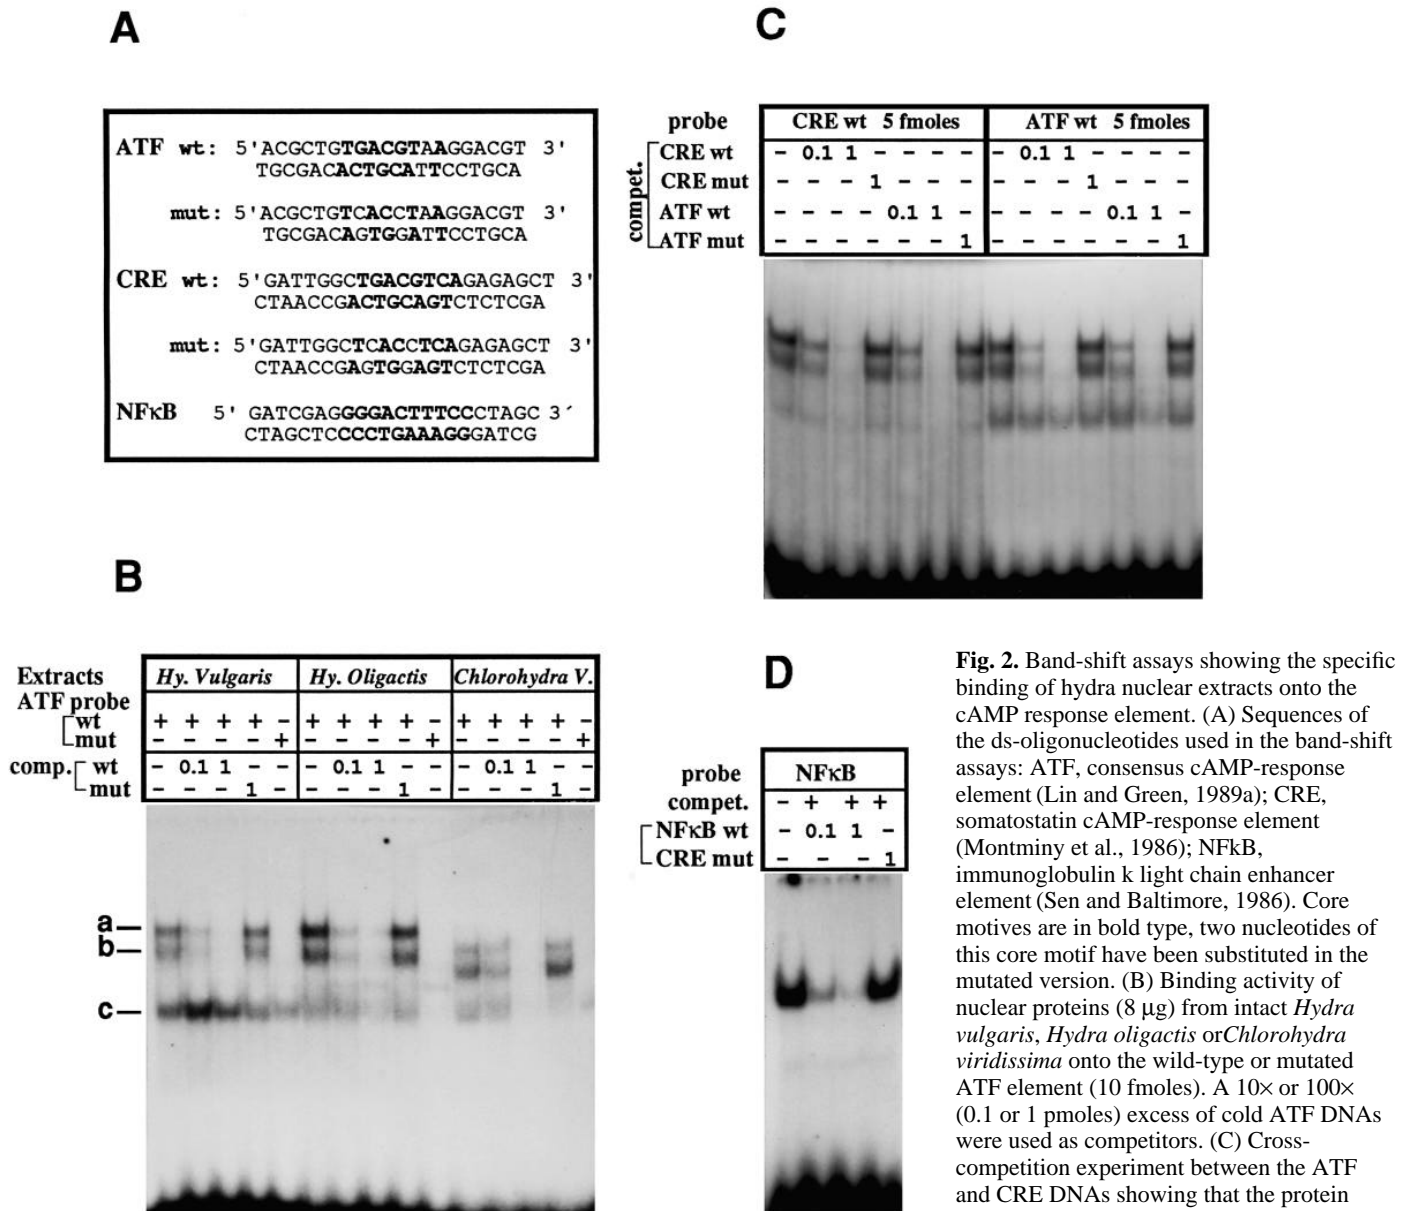 A
ATF wt: 5'ACGCTGTGACGTAAGGACGT 3'
TGCGACACTGCATTCCTGCA
mut: 5'ACGCTGTCACCTAAGGACGT 3'
TGCGACAGTGGATTCCTGCA
CRE wt: 5'GATTGGCTGACGTCAGAGAGCT 3'
CTAACCGACTGCAGTCTCTCGA
mut: 5'GATTGGCTCACCTCAGAGAGCT 3'
CTAACCGAGTGGAGTCTCTCGA
NFκB 5' GATCGAGGGGACTTTCCCTAGC 3´
CTAGCTCCCCTGAAAGGGATCG
B
Extracts Hy. Vulgaris Hy. Oligactis Chlorohydra V.
ATF probe
wt + + + + - + + + + - + + + + -
mut - - - - + - - - - + - - - - +
comp. wt - 0.1 1 - - - 0.1 1 - - - 0.1 1 - -
mut - - - 1 - - - - 1 - - - - 1 -
a
b
c
C
probe CRE wt 5 fmoles ATF wt 5 fmoles
compet.
CRE wt - 0.1 1 - - - - - 0.1 1 - - - -
CRE mut - - - 1 - - - - - - 1 - - -
ATF wt - - - - 0.1 1 - - - - - 0.1 1 -
ATF mut - - - - - - 1 - - - - - - 1
D
probe NFκB
compet. - + + +
NFκB wt - 0.1 1 -
CRE mut - - - 1
Fig. 2. Band-shift assays showing the specific
binding of hydra nuclear extracts onto the
cAMP response element. (A) Sequences of
the ds-oligonucleotides used in the band-shift
assays: ATF, consensus cAMP-response
element (Lin and Green, 1989a); CRE,
somatostatin cAMP-response element
(Montminy et al., 1986); NFkB,
immunoglobulin k light chain enhancer
element (Sen and Baltimore, 1986). Core
motives are in bold type, two nucleotides of
this core motif have been substituted in the
mutated version. (B) Binding activity of
nuclear proteins (8 µg) from intact Hydra
vulgaris, Hydra oligactis orChlorohydra
viridissima onto the wild-type or mutated
ATF element (10 fmoles). A 10× or 100×
(0.1 or 1 pmoles) excess of cold ATF DNAs
were used as competitors. (C) Cross-
competition experiment between the ATF
and CRE DNAs showing that the protein